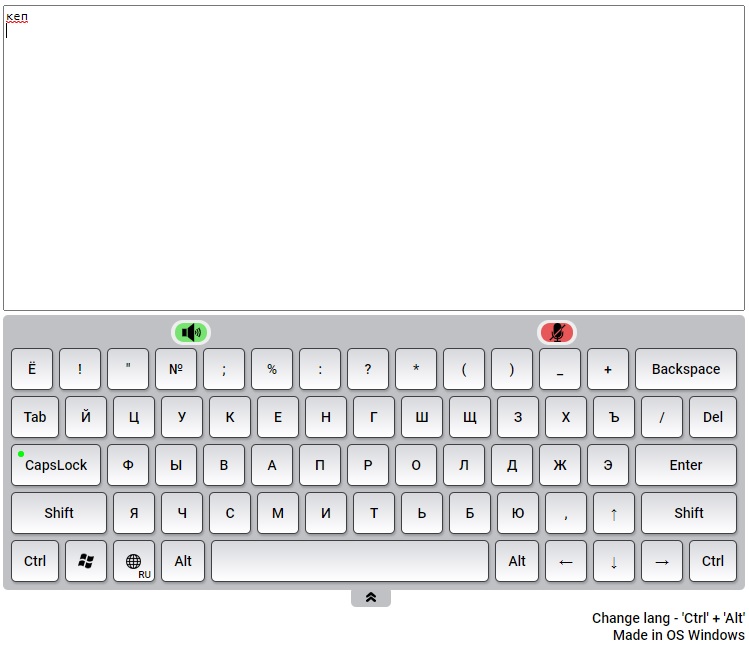 кеп
Ё ! " № ; % : ? * ( ) _ + Backspace
Tab Й Ц У К Е Н Г Ш Щ З Х Ъ / Del
CapsLock Ф Ы В А П Р О Л Д Ж Э Enter
Shift Я Ч С М И Т Ь Б Ю , ↑ Shift
Ctrl RU Alt Alt ← ↓ → Ctrl
Change lang - 'Ctrl' + 'Alt'
Made in OS Windows